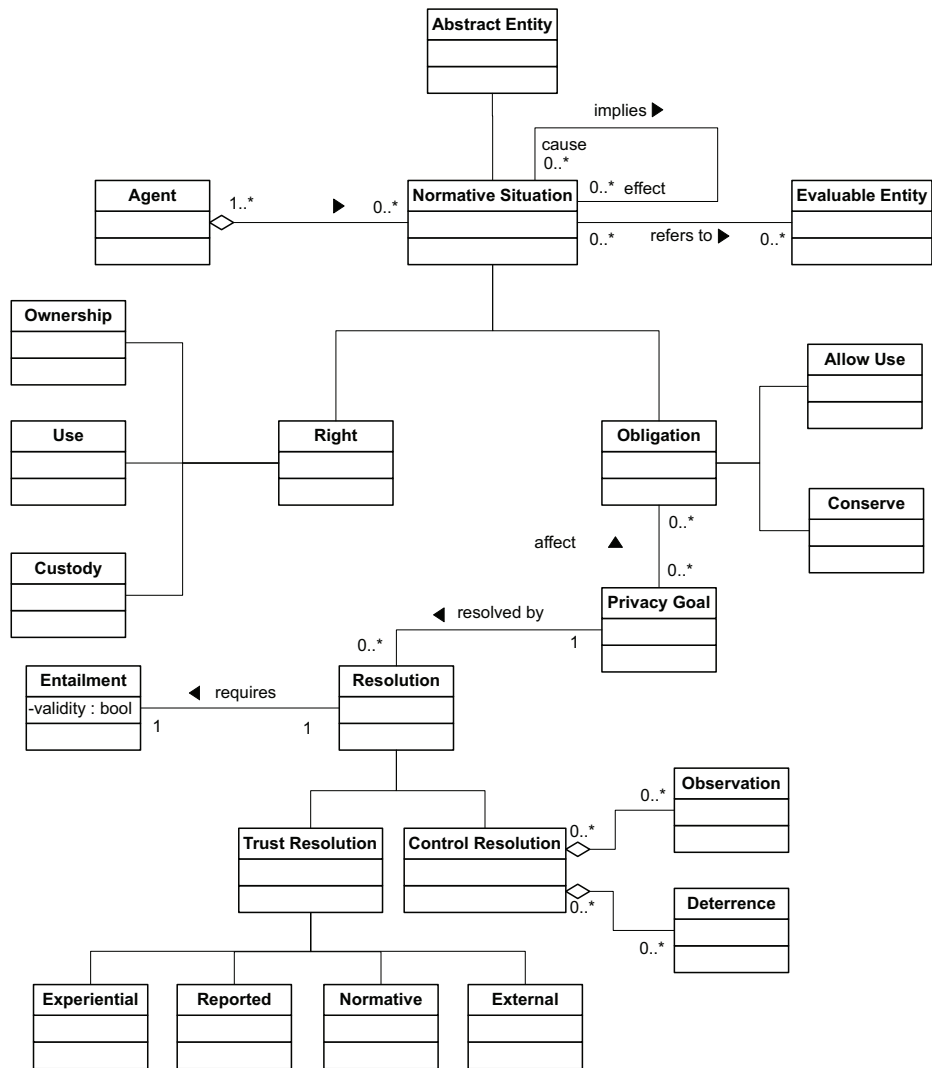 Abstract Entity
implies ▶
cause
0..*
0..* effect
Agent
1..*
▶
0..*
Normative Situation
Evaluable Entity
0..*
refers to ▶
0..*
Ownership
Use
Custody
Right
Obligation
Allow Use
Conserve
0..*
affect ▲
0..*
Privacy Goal
◀ resolved by
0..*
1
Entailment
-validity : bool
◀ requires
1
1
Resolution
Trust Resolution
Control Resolution
0..*
0..*
Observation
0..*
0..*
Deterrence
Experiential
Reported
Normative
External